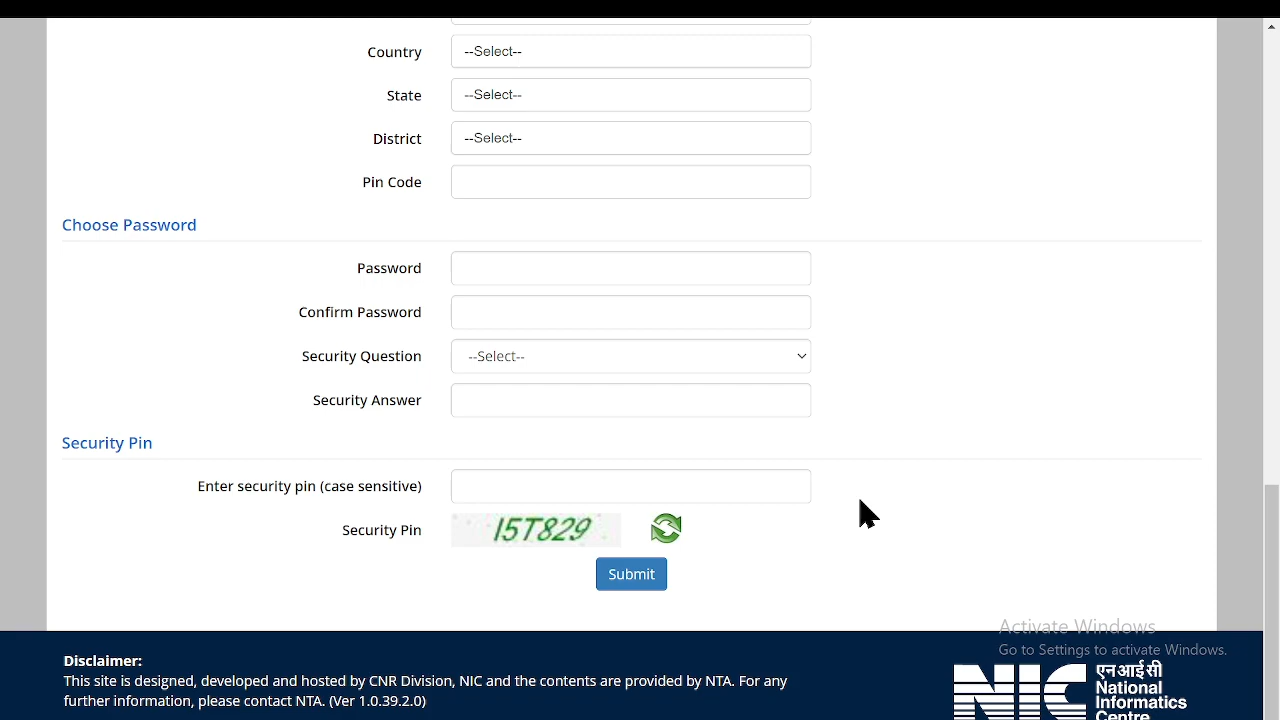 Country --Select--
State --Select--
District --Select--
Pin Code
Choose Password
Password
Confirm Password
Security Question --Select--
Security Answer
Security Pin
Enter security pin (case sensitive)
Security Pin I5T829
Submit
Activate Windows
Go to Settings to activate Windows.
Disclaimer:
This site is designed, developed and hosted by CNR Division, NIC and the contents are provided by NTA. For any
further information, please contact NTA. (Ver 1.0.39.2.0)
NIC
एनआईसी
National
Informatics
Centre